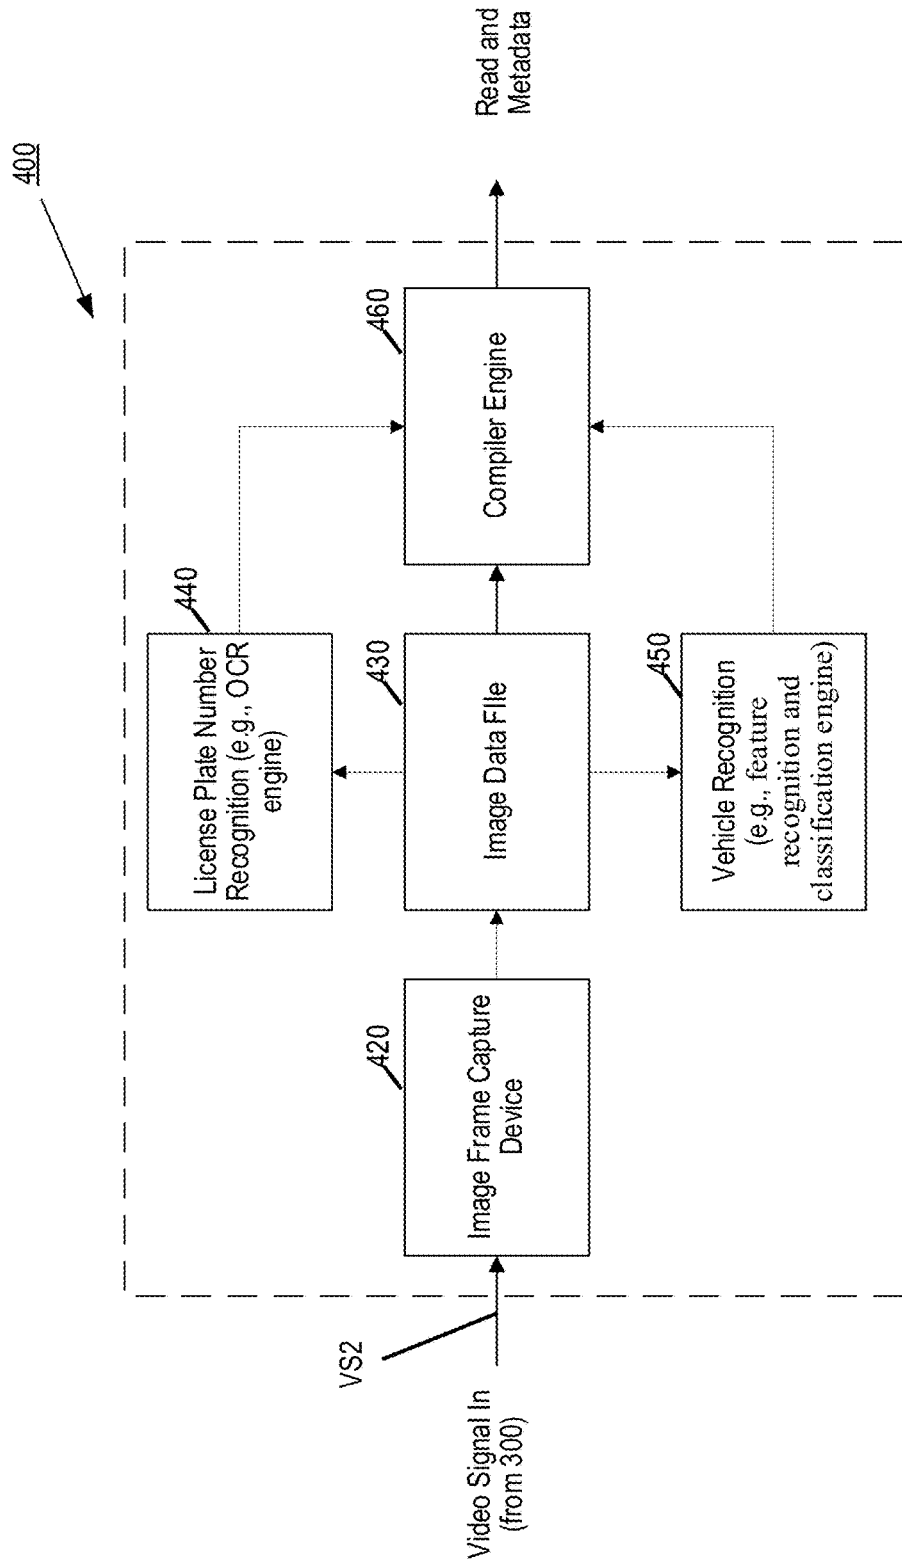 400
License Plate Number
Recognition (e.g., OCR
engine)
440
Video Signal In
(from 300)
VS2
Image Frame Capture
Device
420
Image Data FIle
430
Compiler Engine
460
Read and
Metadata
Vehicle Recognition
(e.g., feature
recognition and
classification engine)
450